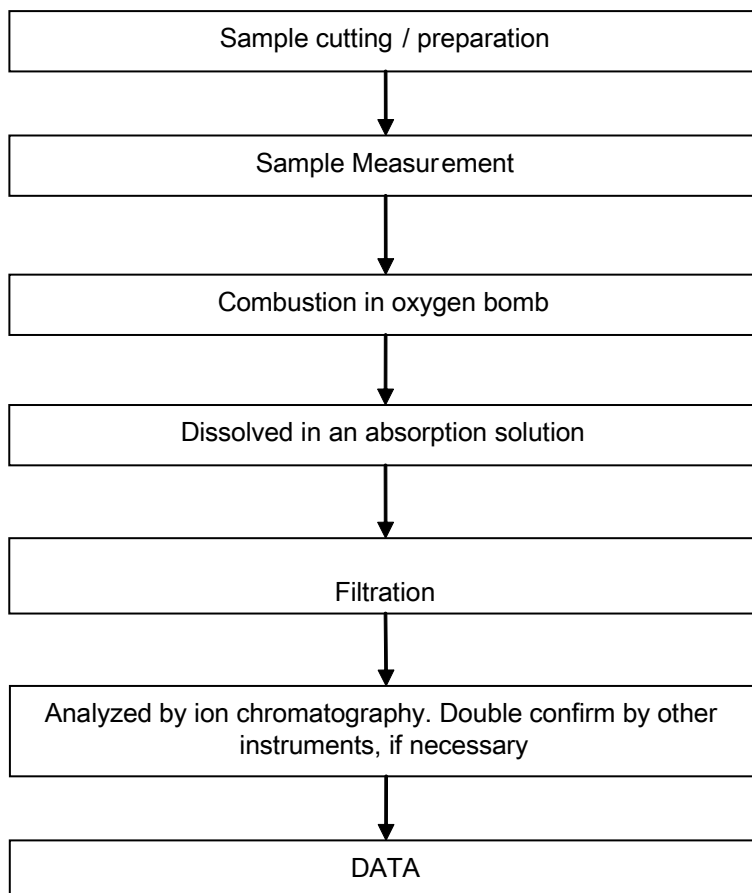 Sample cutting / preparation
Sample Measurement
Combustion in oxygen bomb
Dissolved in an absorption solution
Filtration
Analyzed by ion chromatography. Double confirm by other
instruments, if necessary
DATA